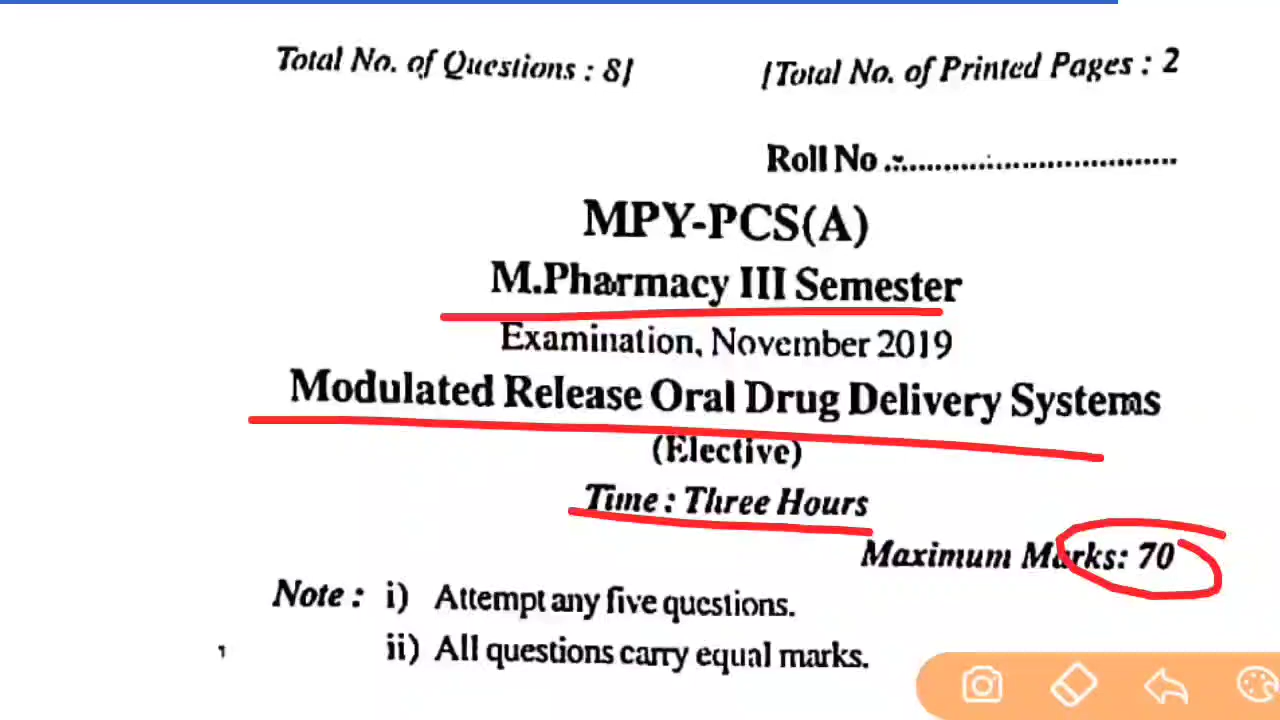 Total No. of Questions : 8]
[Total No. of Printed Pages : 2
Roll No ..................................
MPY-PCS(A)
M.Pharmacy III Semester
Examination, November 2019
Modulated Release Oral Drug Delivery Systems
(Elective)
Time : Three Hours
Maximum Marks: 70
Note : i) Attempt any five questions.
ii) All questions carry equal marks.